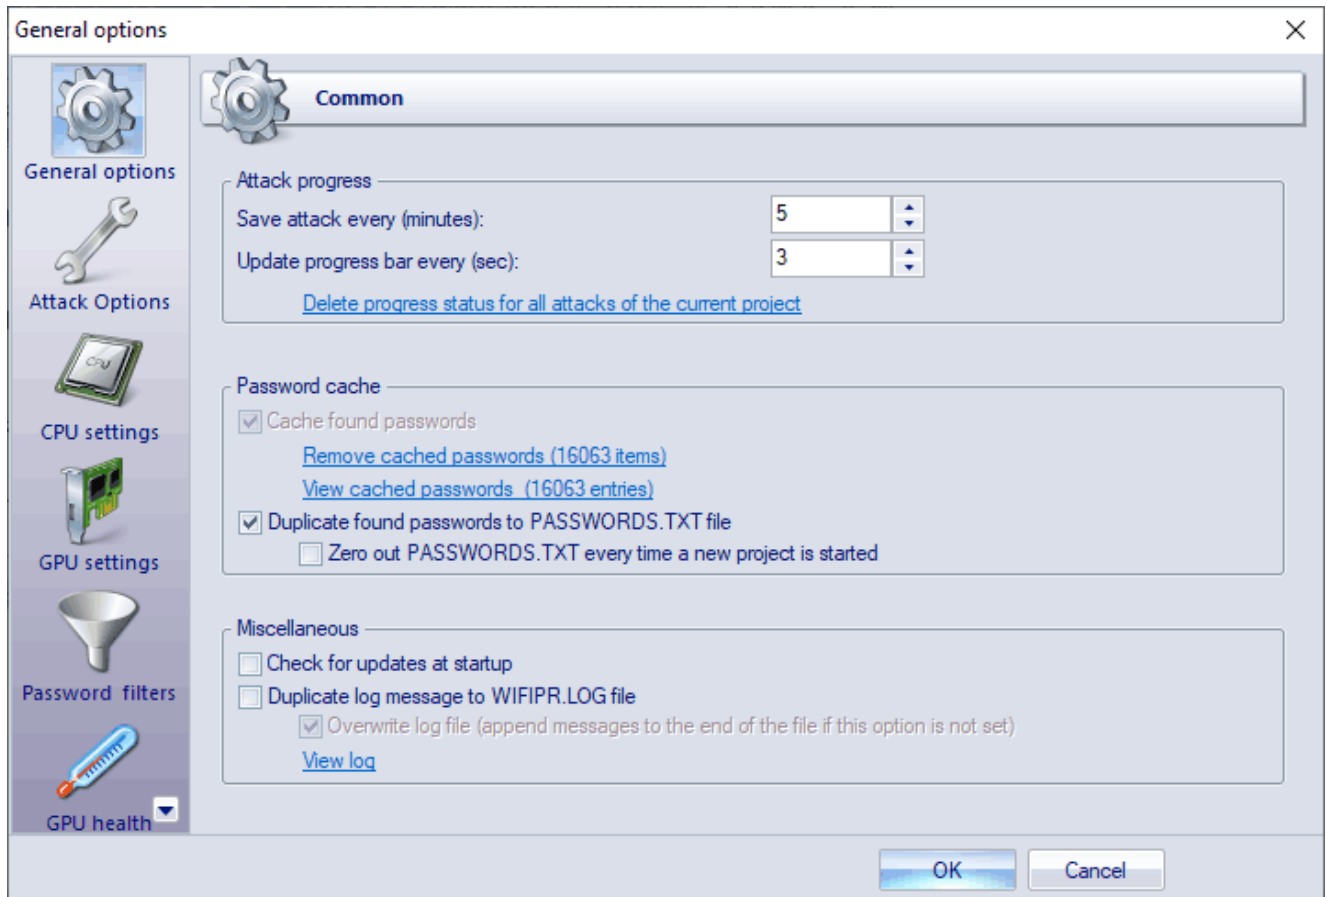 General options
General options
Attack Options
CPU
CPU settings
GPU settings
Password filters
GPU health
Common
Attack progress
Save attack every (minutes): 5
Update progress bar every (sec): 3
Delete progress status for all attacks of the current project
Password cache
Cache found passwords
Remove cached passwords (16063 items)
View cached passwords (16063 entries)
Duplicate found passwords to PASSWORDS.TXT file
Zero out PASSWORDS.TXT every time a new project is started
Miscellaneous
Check for updates at startup
Duplicate log message to WIFIPR.LOG file
Overwrite log file (append messages to the end of the file if this option is not set)
View log
OK Cancel